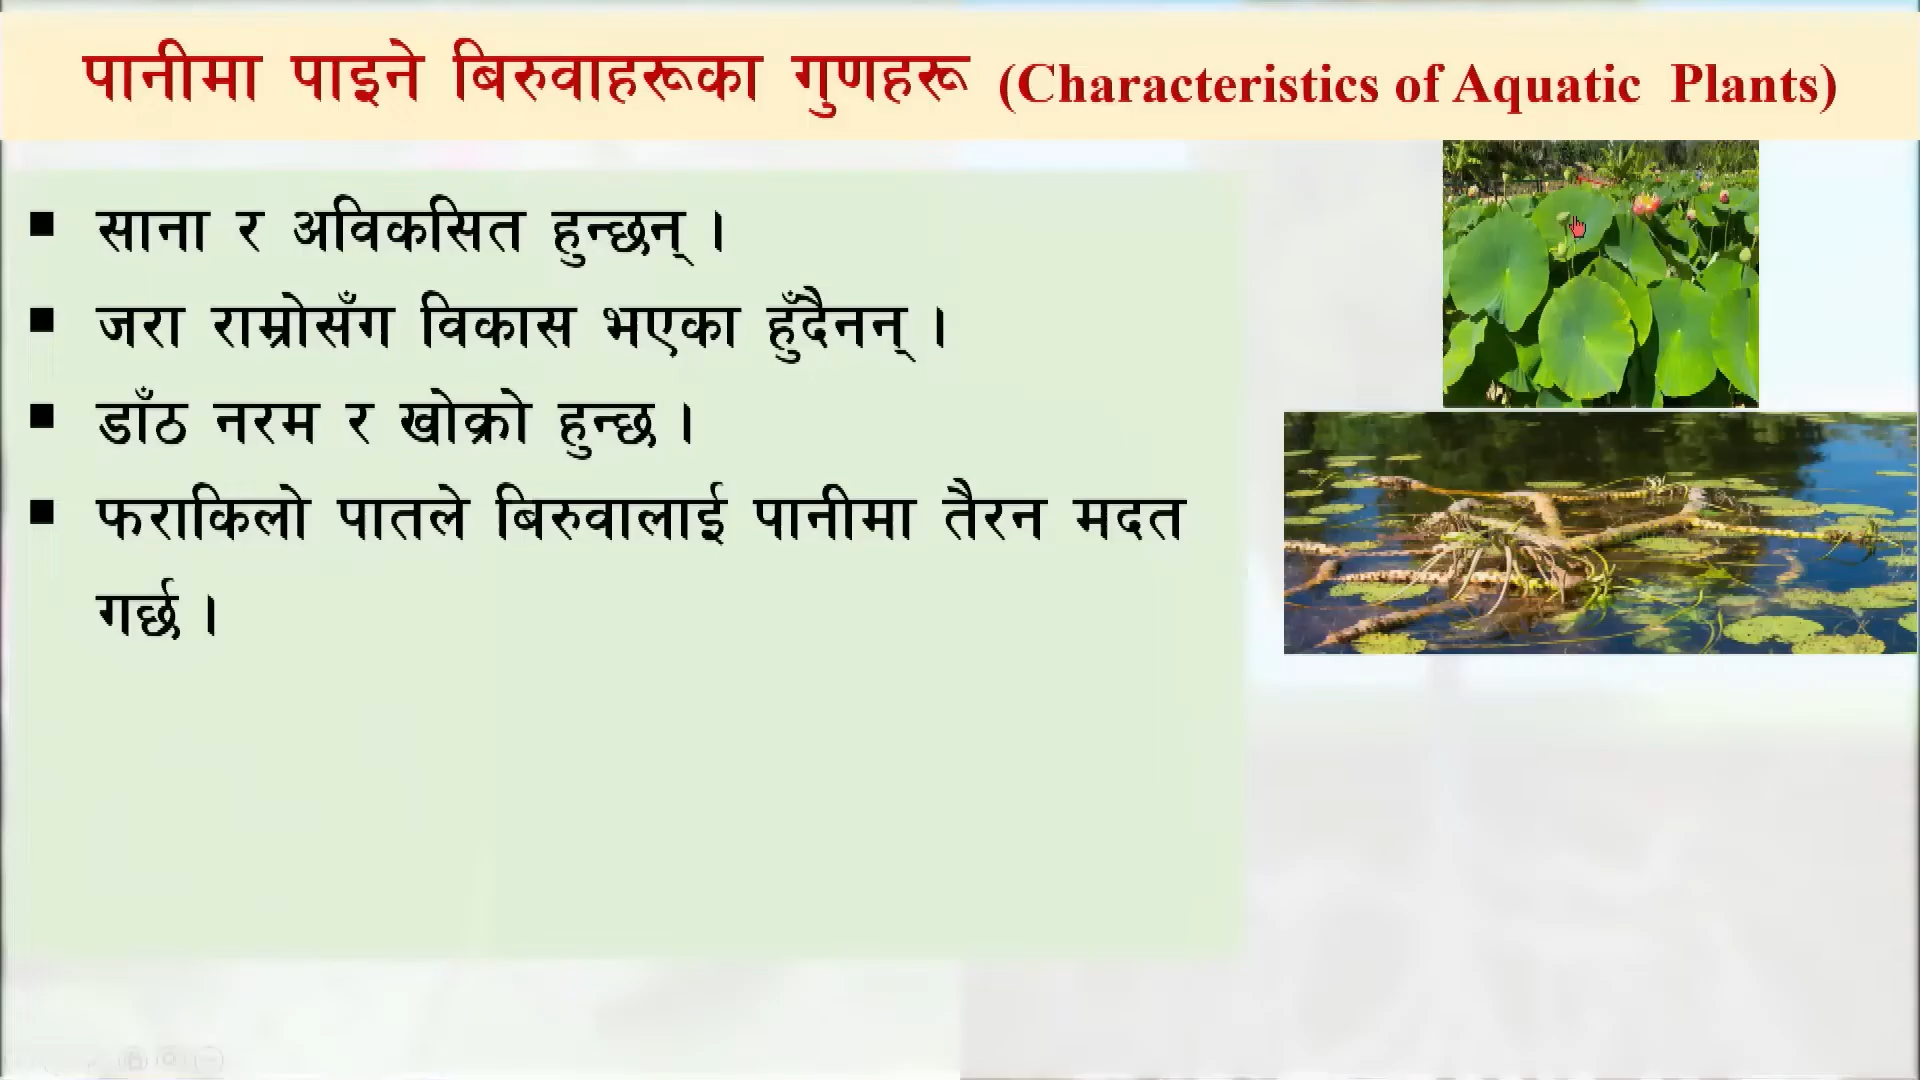 पानीमा पाइने बिरुवाहरूका गुणहरू (Characteristics of Aquatic Plants)
▪ साना र अविकसित हुन्छन् ।
▪ जरा राम्रोसँग विकास भएका हुँदैनन् ।
▪ डाँठ नरम र खोक्रो हुन्छ ।
▪ फराकिलो पातले बिरुवालाई पानीमा तैरन मदत
गर्छ ।